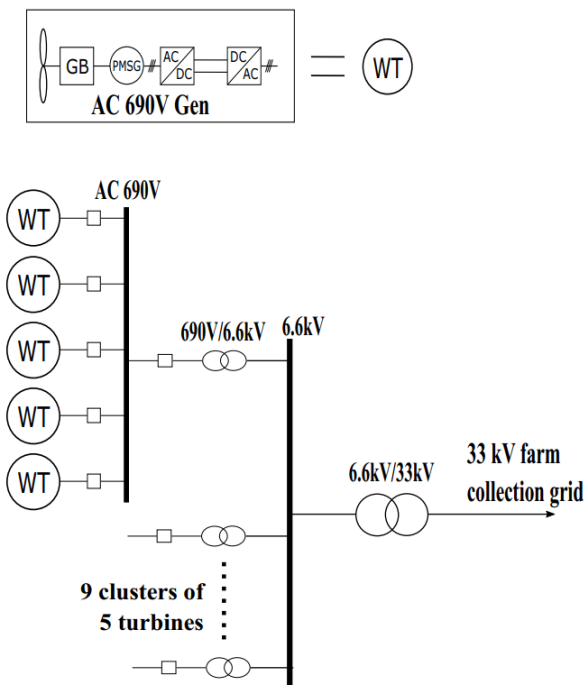 GB
PMSG
AC
DC
DC
AC
AC 690V Gen
WT
AC 690V
WT
WT
WT
WT
WT
690V/6.6kV
6.6kV
6.6kV/33kV
33 kV farm
collection grid
9 clusters of
5 turbines